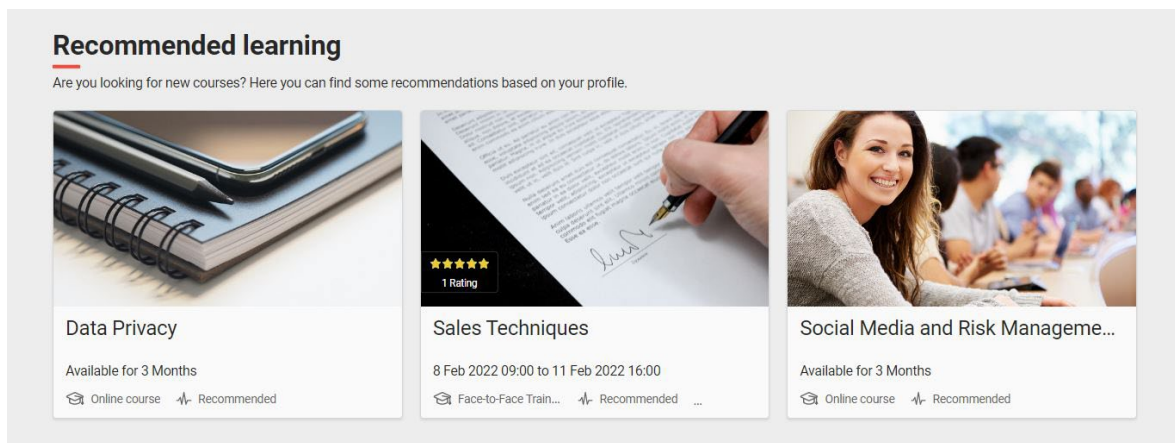 Recommended learning
Are you looking for new courses? Here you can find some recommendations based on your profile.
1 Rating
Data Privacy
Available for 3 Months
Online course Recommended
Sales Techniques
8 Feb 2022 09:00 to 11 Feb 2022 16:00
Face-to-Face Train... Recommended ...
Social Media and Risk Manageme...
Available for 3 Months
Online course Recommended